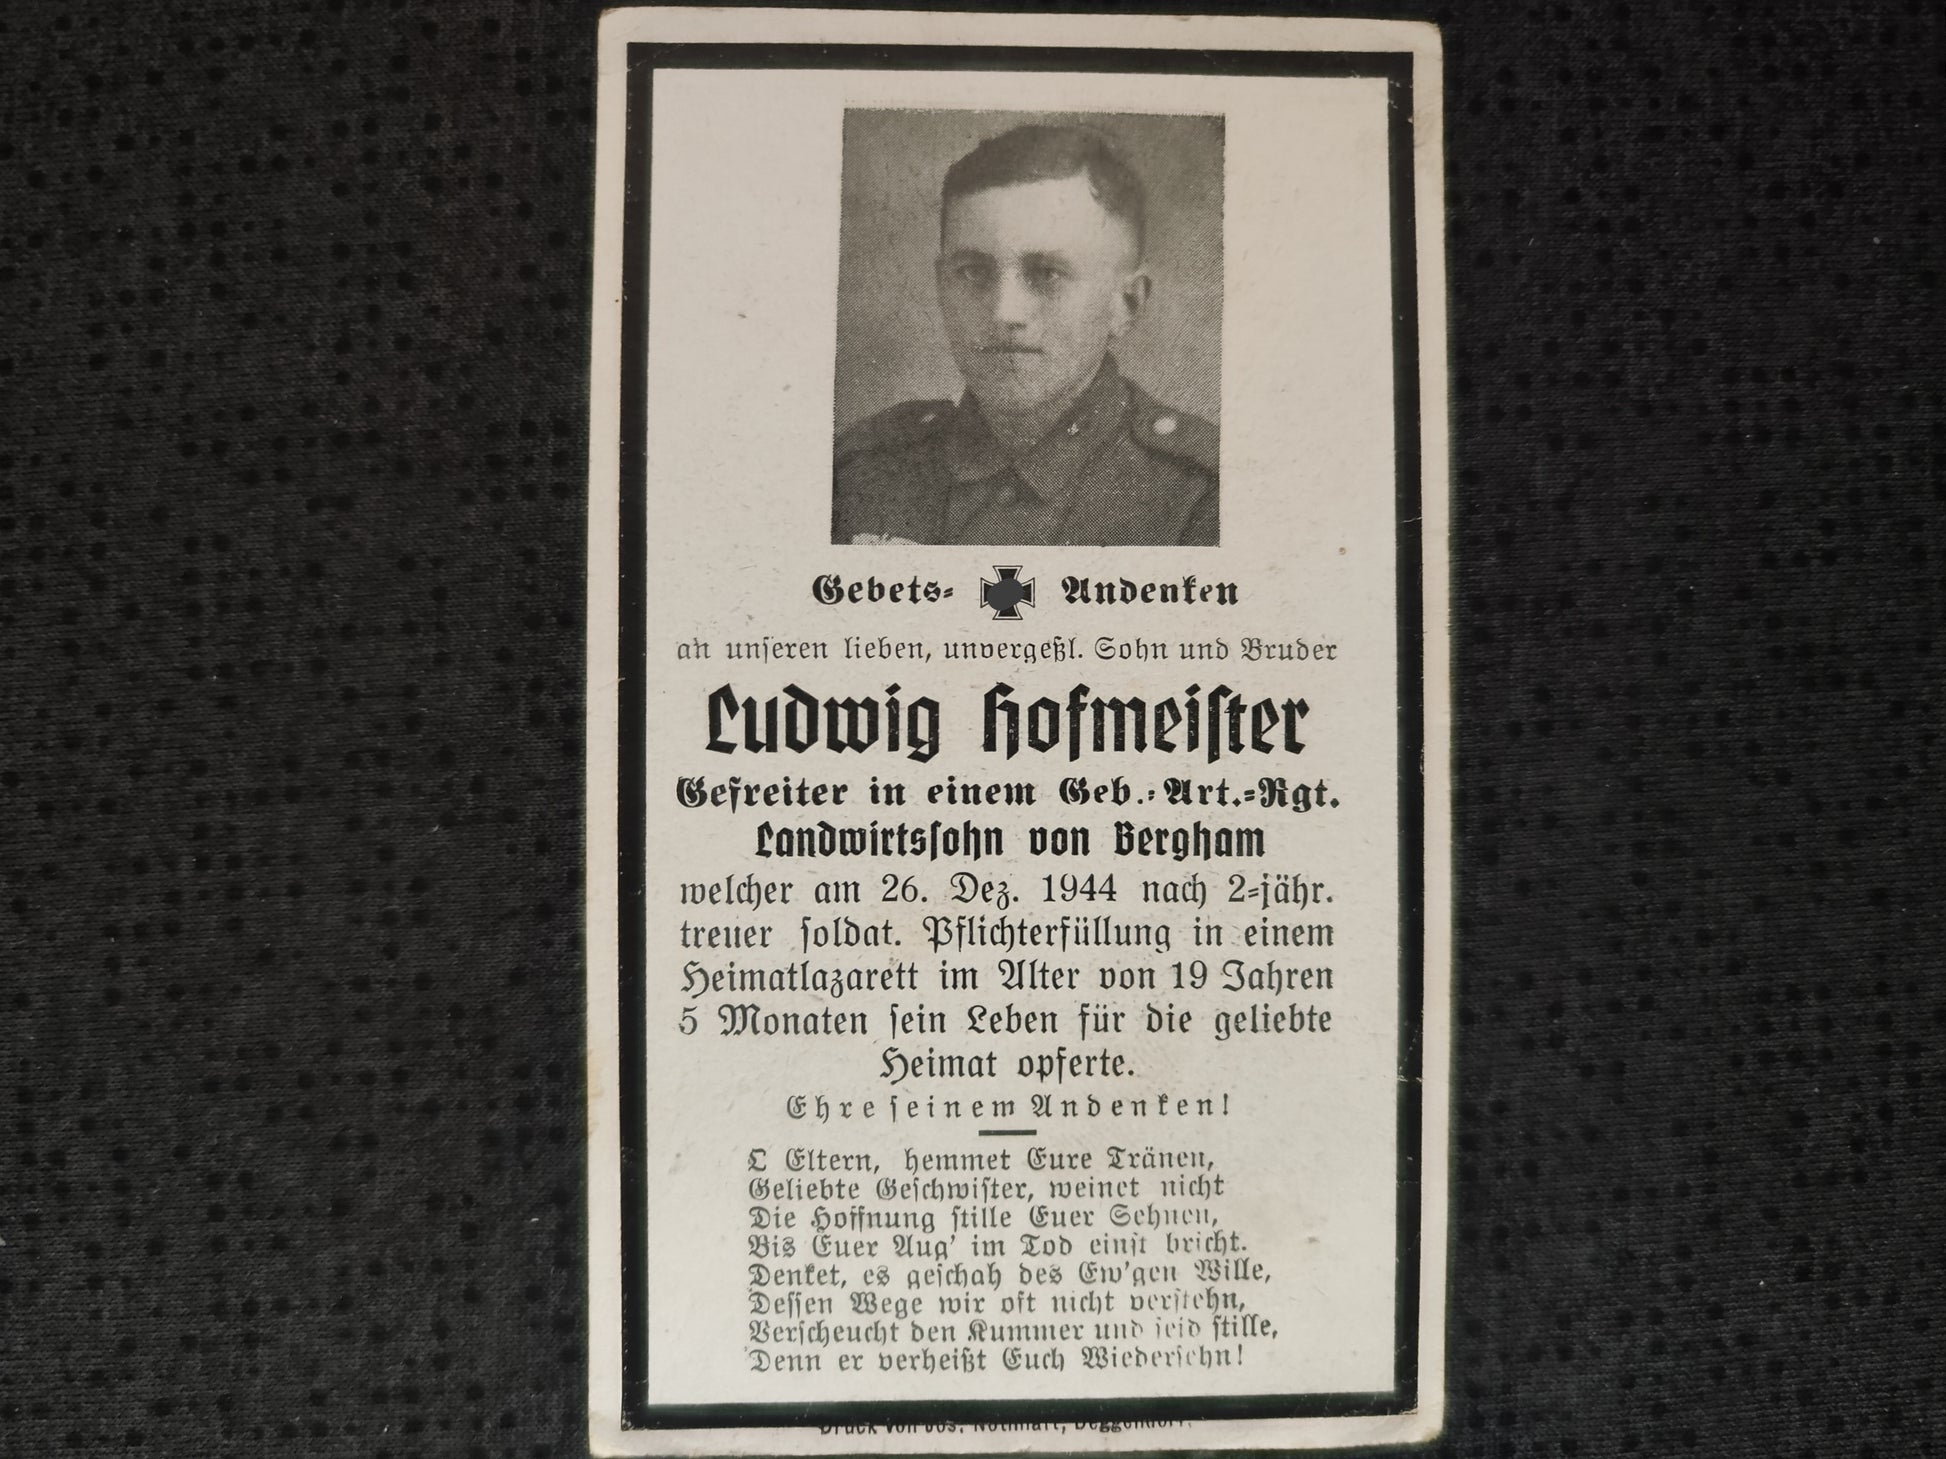 Gebets- Andenken
an unseren lieben, unvergeßl. Sohn und Bruder
Ludwig Hofmeister
Gefreiter in einem Geb.-Art.-Rgt.
Landwirtssohn von Bergham
welcher am 26. Dez. 1944 nach 2-jähr.
treuer soldat. Pflichterfüllung in einem
Heimatlazarett im Alter von 19 Jahren
5 Monaten sein Leben für die geliebte
Heimat opferte.
Ehre seinem Andenken!
O Eltern, hemmet Eure Tränen,
Geliebte Geschwister, weinet nicht
Die Hoffnung stille Euer Sehnen,
Bis Euer Aug' im Tod einst bricht.
Denket, es geschah des Ew'gen Wille,
Dessen Wege wir oft nicht verstehn,
Verscheucht den Kummer und seid stille,
Denn er verheißt Euch Wiedersehn!
Druck von Jos. Nothhaft, Deggendorf.